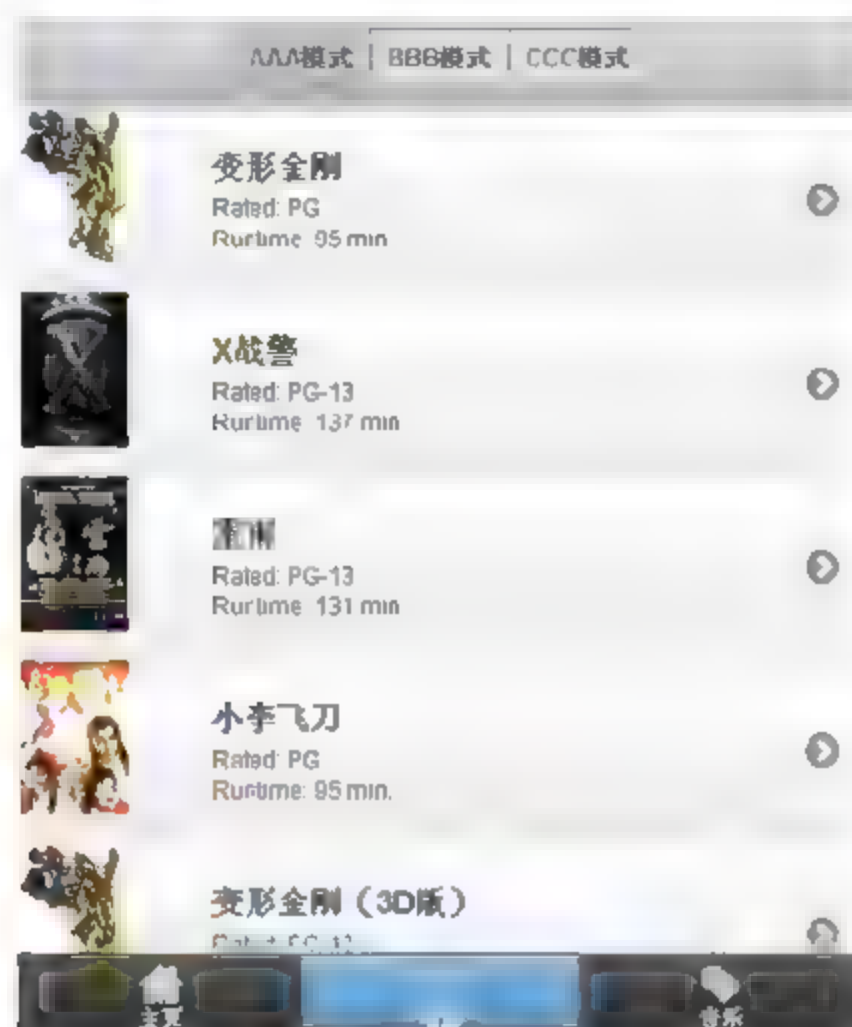 AAA模式 | BBB模式 | CCC模式
变形金刚
Rated: PG
Runtime: 95 min
X战警
Rated: PG-13
Runtime: 137 min
Rated: PG-13
Runtime: 131 min
小李飞刀
Rated: PG
Runtime: 95 min.
变形金刚（3D版）
主页